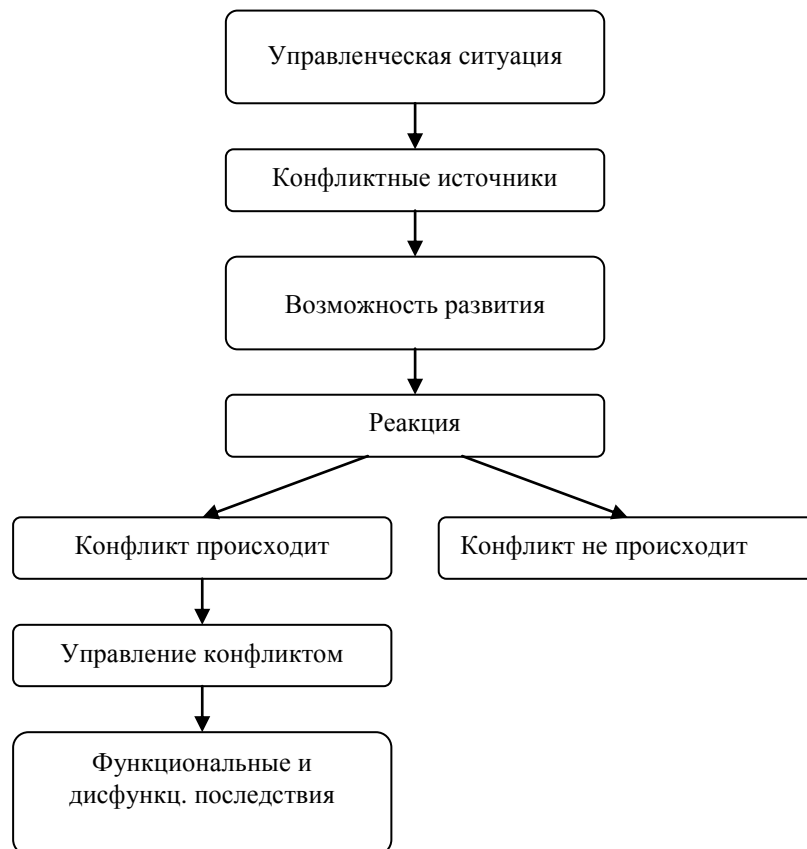 Управленческая ситуация
Конфликтные источники
Возможность развития
Реакция
Конфликт происходит
Конфликт не происходит
Управление конфликтом
Функциональные и
дисфункц. последствия